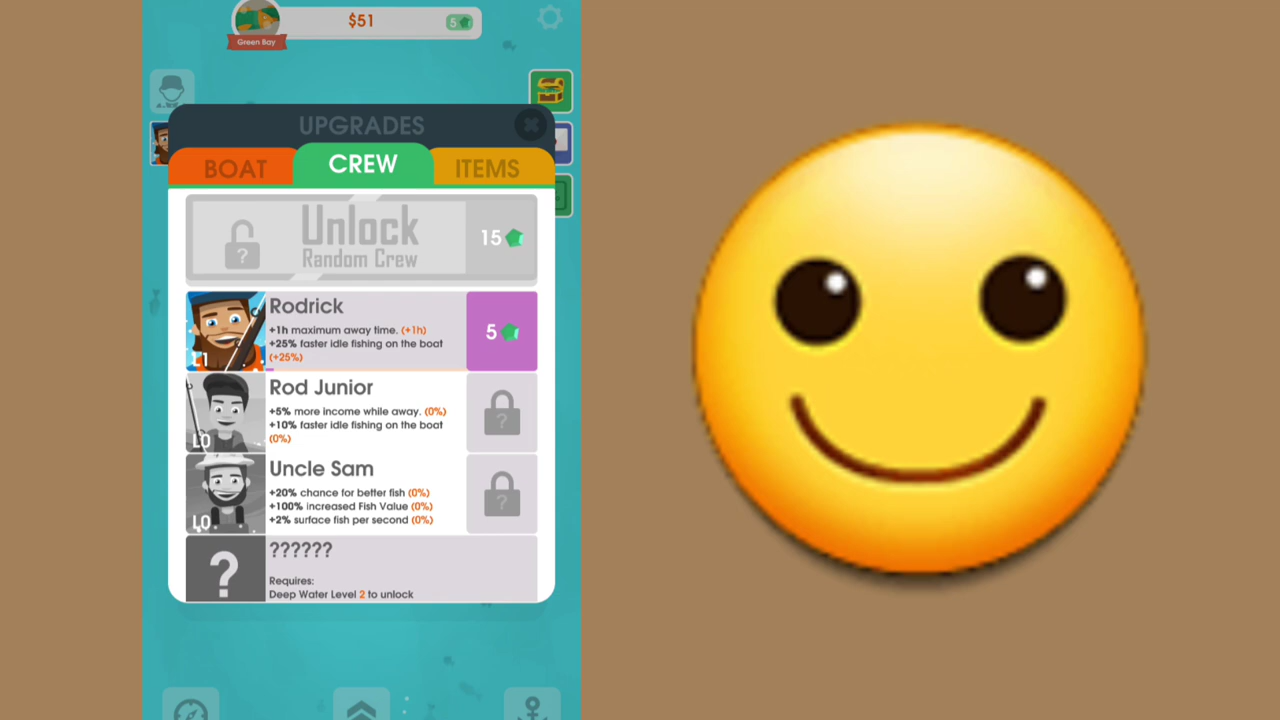 $51
5
Green Bay
UPGRADES
BOAT
CREW
ITEMS
?
Unlock
Random Crew
15
Rodrick
+1h maximum away time. (+1h)
+25% faster idle fishing on the boat
(+25%)
L1
5
Rod Junior
+5% more income while away. (0%)
+10% faster idle fishing on the boat
(0%)
L0
?
Uncle Sam
+20% chance for better fish (0%)
+100% Increased Fish Value (0%)
+2% surface fish per second (0%)
L0
?
?
??????
Requires:
Deep Water Level 2 to unlock